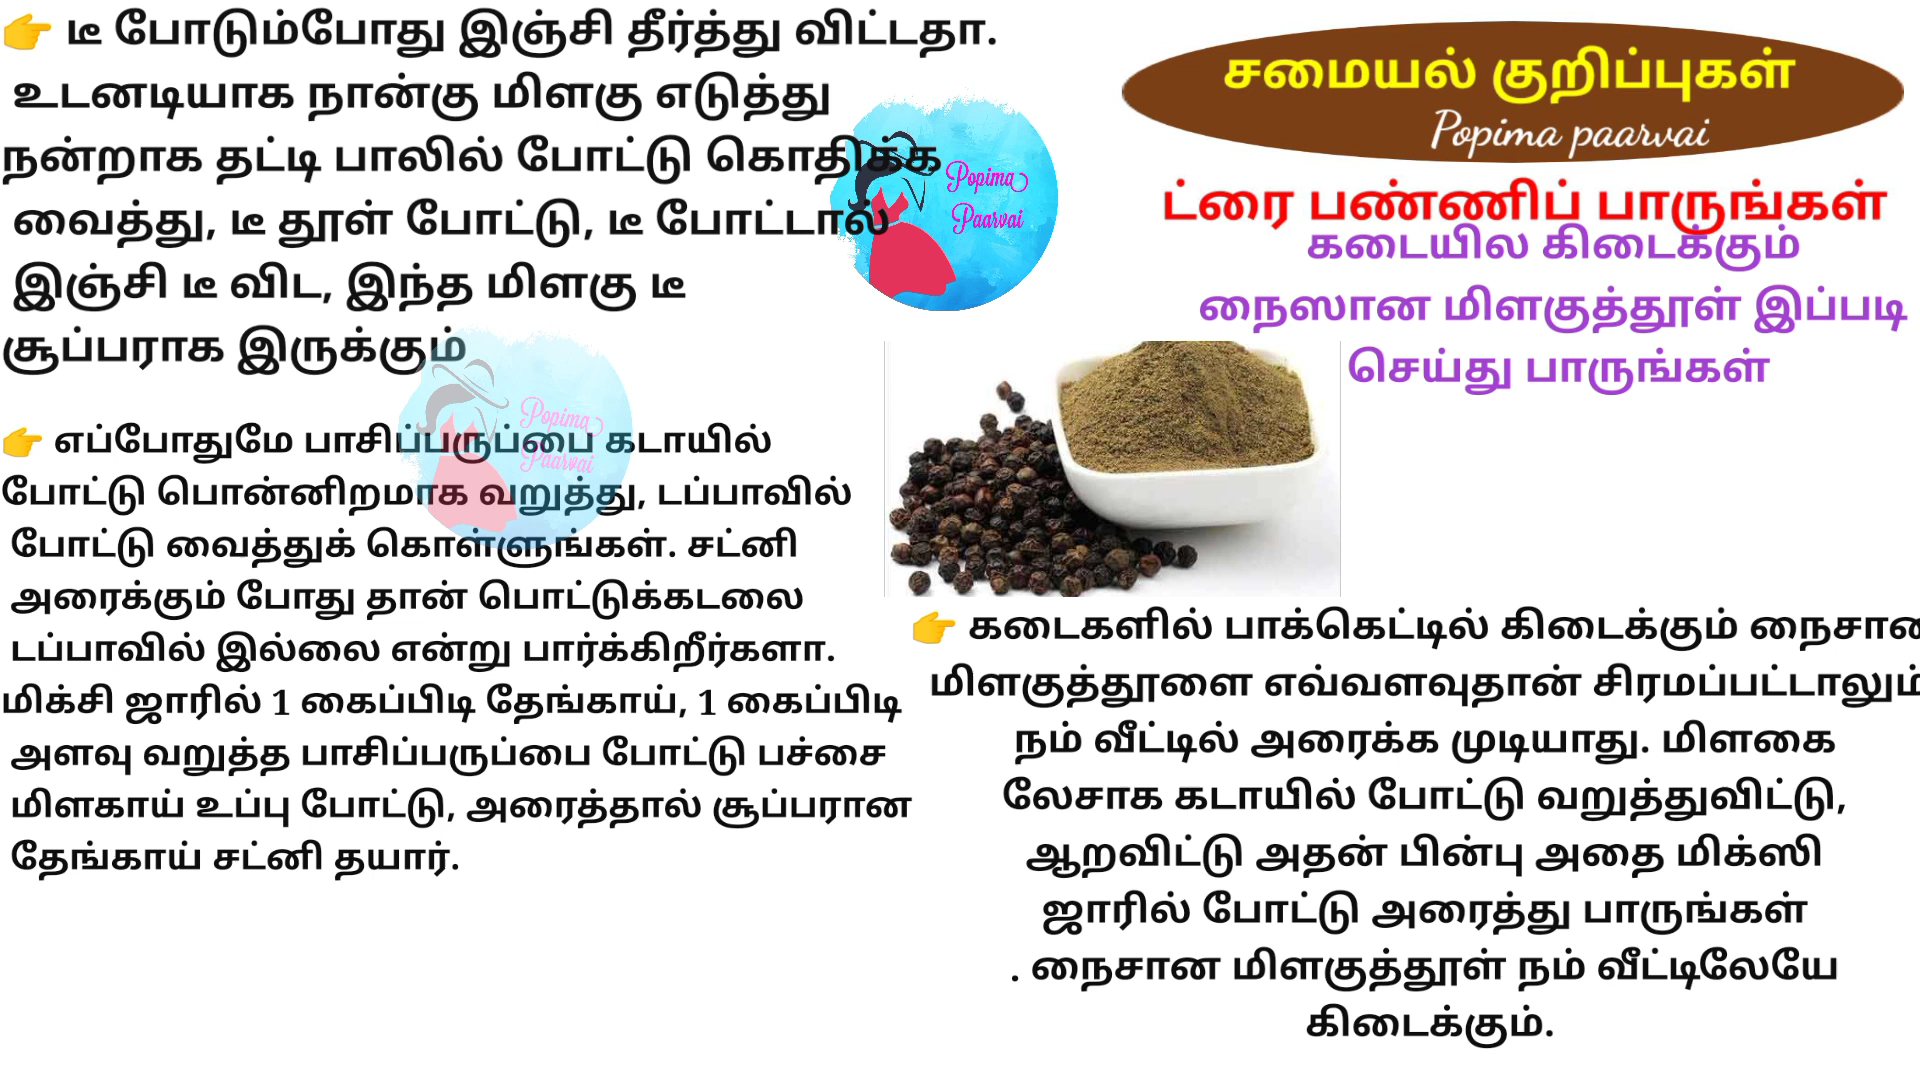 👉 டீ போடும்போது இஞ்சி தீர்த்து விட்டதா.
உடனடியாக நான்கு மிளகு எடுத்து
நன்றாக தட்டி பாலில் போட்டு கொதிக்க
வைத்து, டீ தூள் போட்டு, டீ போட்டால்
இஞ்சி டீ விட, இந்த மிளகு டீ
சூப்பராக இருக்கும்
Popima
Paarvai
👉 எப்போதுமே பாசிப்பருப்பை கடாயில்
போட்டு பொன்னிறமாக வறுத்து, டப்பாவில்
போட்டு வைத்துக் கொள்ளுங்கள். சட்னி
அரைக்கும் போது தான் பொட்டுக்கடலை
டப்பாவில் இல்லை என்று பார்க்கிறீர்களா.
மிக்சி ஜாரில் 1 கைப்பிடி தேங்காய், 1 கைப்பிடி
அளவு வறுத்த பாசிப்பருப்பை போட்டு பச்சை
மிளகாய் உப்பு போட்டு, அரைத்தால் சூப்பரான
தேங்காய் சட்னி தயார்.
Popima
Paarvai
சமையல் குறிப்புகள்
Popima paarvai
ட்ரை பண்ணிப் பாருங்கள்
கடையில கிடைக்கும்
நைஸான மிளகுத்தூள் இப்படி
செய்து பாருங்கள்
👉 கடைகளில் பாக்கெட்டில் கிடைக்கும் நைசான
மிளகுத்தூளை எவ்வளவுதான் சிரமப்பட்டாலும்
நம் வீட்டில் அரைக்க முடியாது. மிளகை
லேசாக கடாயில் போட்டு வறுத்துவிட்டு,
ஆறவிட்டு அதன் பின்பு அதை மிக்ஸி
ஜாரில் போட்டு அரைத்து பாருங்கள்
. நைசான மிளகுத்தூள் நம் வீட்டிலேயே
கிடைக்கும்.